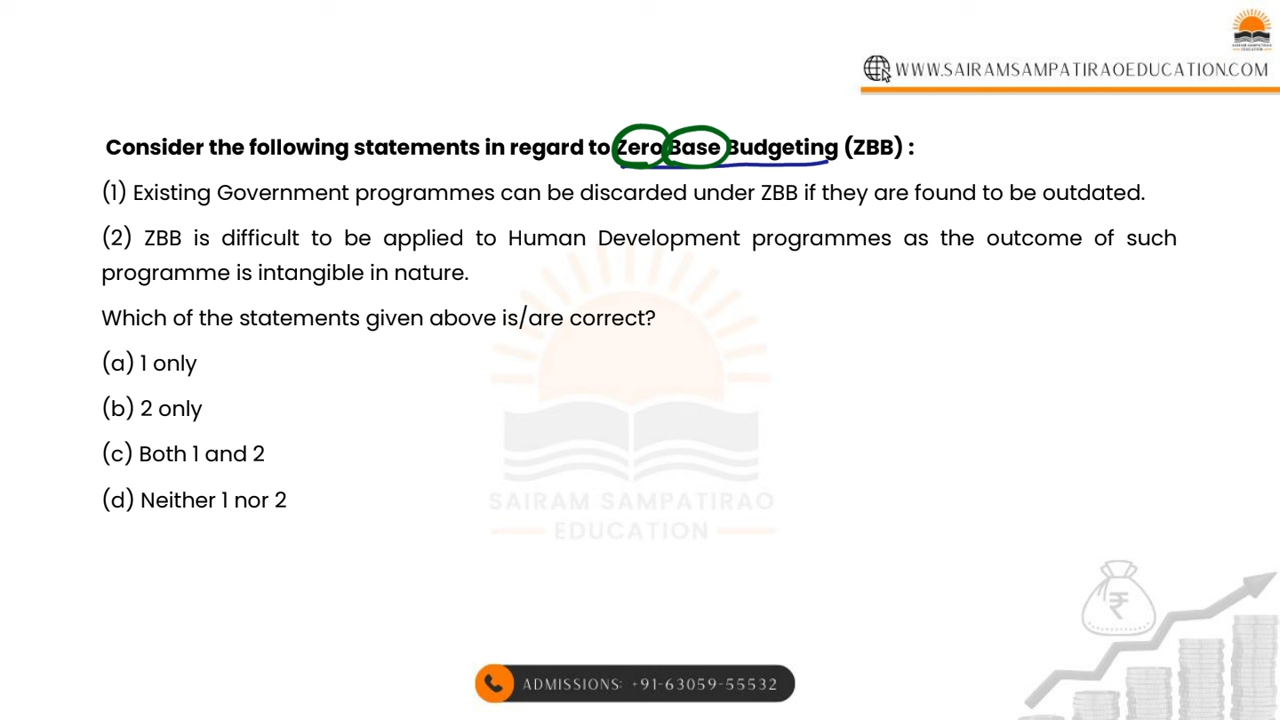 WWW.SAIRAMSAMPATIRAOEDUCATION.COM
Consider the following statements in regard to Zero Base Budgeting (ZBB) :
(1) Existing Government programmes can be discarded under ZBB if they are found to be outdated.
(2) ZBB is difficult to be applied to Human Development programmes as the outcome of such
programme is intangible in nature.
Which of the statements given above is/are correct?
(a) 1 only
(b) 2 only
(c) Both 1 and 2
(d) Neither 1 nor 2
SAIRAM SAMPATIRAO
EDUCATION
ADMISSIONS: +91-63059-55532